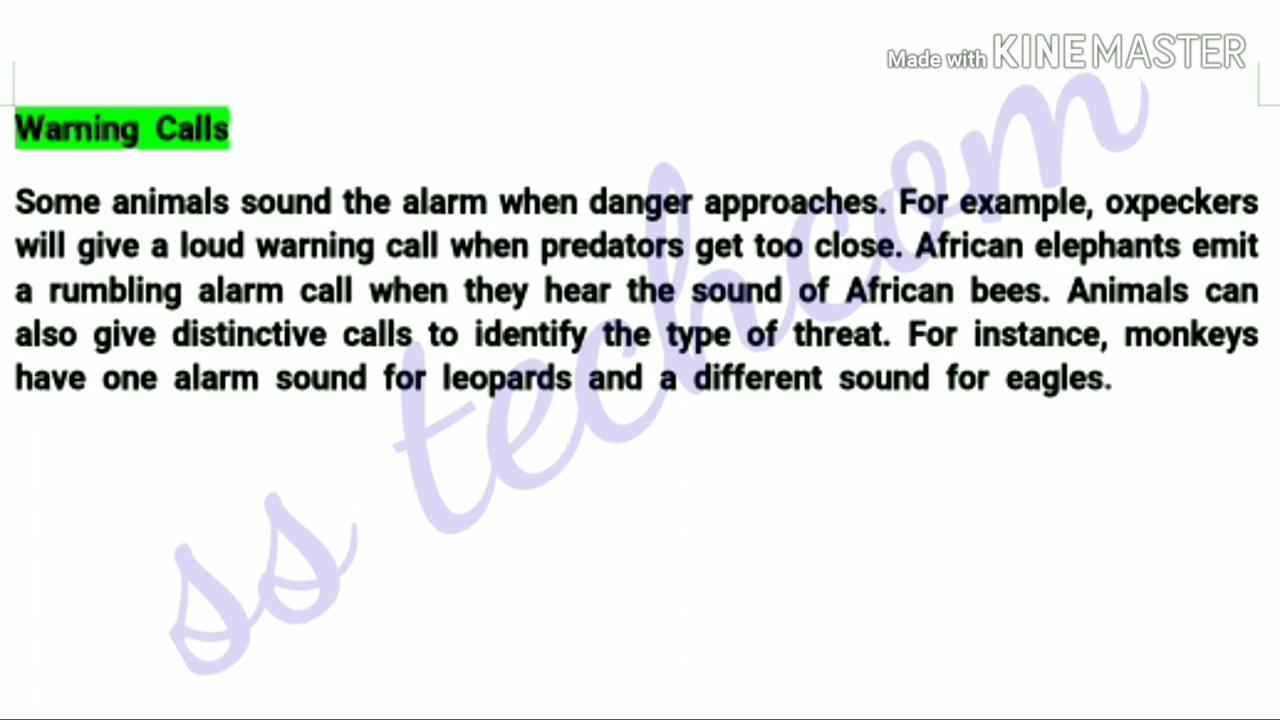 Made with KINEMASTER
Warning Calls
Some animals sound the alarm when danger approaches. For example, oxpeckers
will give a loud warning call when predators get too close. African elephants emit
a rumbling alarm call when they hear the sound of African bees. Animals can
also give distinctive calls to identify the type of threat. For instance, monkeys
have one alarm sound for leopards and a different sound for eagles.
ss techcom